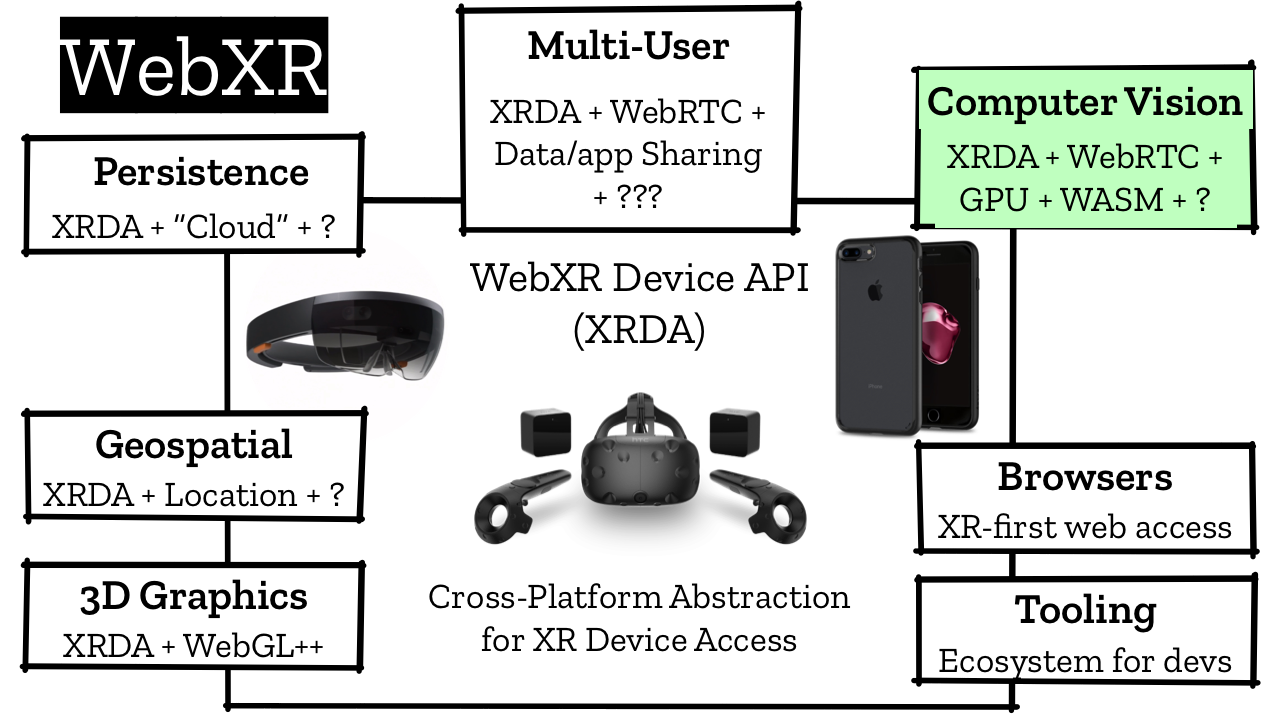 WebXR
Multi-User
XRDA + WebRTC +
Data/app Sharing
+ ???
Computer Vision
XRDA + WebRTC +
GPU + WASM + ?
Persistence
XRDA + “Cloud” + ?
WebXR Device API
(XRDA)
Geospatial
XRDA + Location + ?
Browsers
XR-first web access
3D Graphics
XRDA + WebGL++
Cross-Platform Abstraction
for XR Device Access
Tooling
Ecosystem for devs